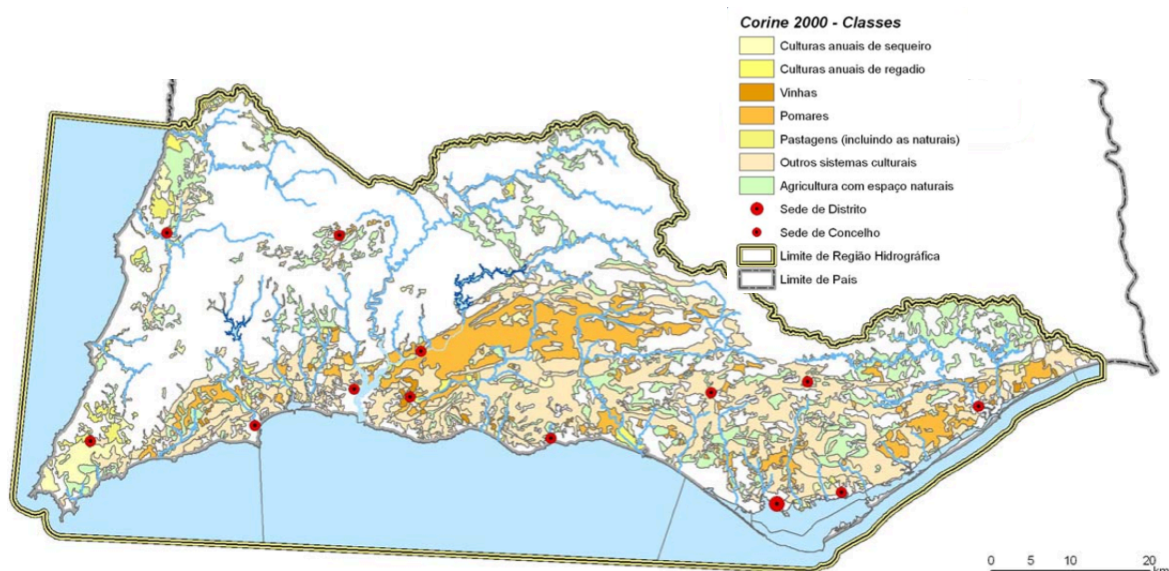 Corine 2000 - Classes
Culturas anuais de sequeiro
Culturas anuais de regadio
Vinhas
Pomares
Pastagens (incluindo as naturais)
Outros sistemas culturais
Agricultura com espaço naturais
Sede de Distrito
Sede de Concelho
Limite de Região Hidrográfica
Limite de País
0 5 10 20
km